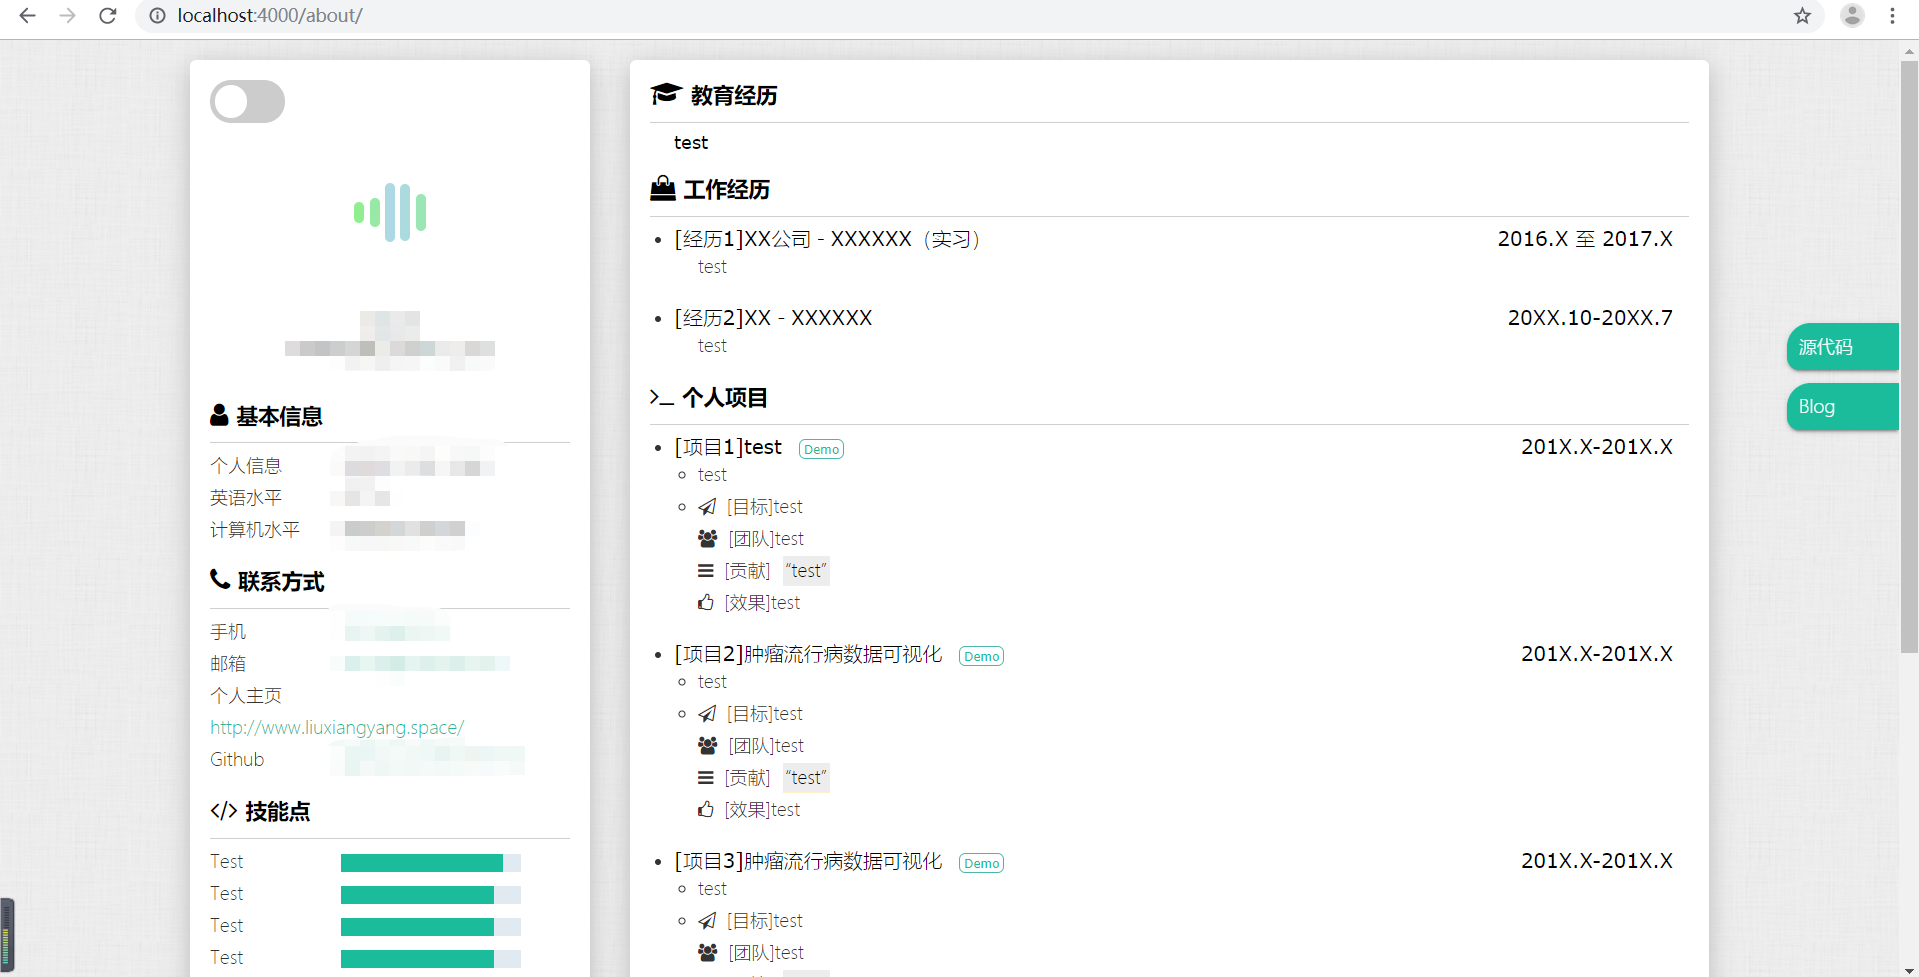 localhost:4000/about/
基本信息
个人信息
英语水平
计算机水平
联系方式
手机
邮箱
个人主页
http://www.liuxiangyang.space/
Github
技能点
Test
Test
Test
Test
教育经历
test
工作经历
[经历1]XX公司 - XXXXXX（实习） 2016.X 至 2017.X
test
[经历2]XX - XXXXXX 20XX.10-20XX.7
test
个人项目
[项目1]test Demo 201X.X-201X.X
test
[目标]test
[团队]test
[贡献] “test”
[效果]test
[项目2]肿瘤流行病数据可视化 Demo 201X.X-201X.X
test
[目标]test
[团队]test
[贡献] “test”
[效果]test
[项目3]肿瘤流行病数据可视化 Demo 201X.X-201X.X
test
[目标]test
[团队]test
源代码
Blog